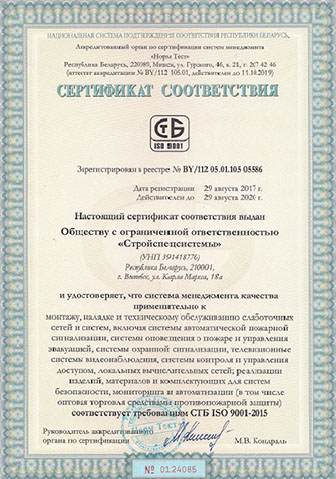 НАЦИОНАЛЬНАЯ СИСТЕМА ПОДТВЕРЖДЕНИЯ СООТВЕТСТВИЯ РЕСПУБЛИКИ БЕЛАРУСЬ
Аккредитованный орган по сертификации систем менеджмента
«Норма Тест»
Республика Беларусь, 220089, Минск, ул. Гурского, 46, к. 21, т. 207 42 46
(аттестат аккредитации № BY/112 105.01, действителен до 11.10.2019)
СЕРТИФИКАТ СООТВЕТСТВИЯ
СТБ
ISO 9001
Зарегистрирован в реестре № BY/112 05.01.105 05586
Дата регистрации 29 августа 2017 г.
Действителен до 29 августа 2020 г.
Настоящий сертификат соответствия выдан
Обществу с ограниченной ответственностью
«Стройспецсистемы»
(УНП 391418776)
Республика Беларусь, 210001,
г. Витебск, ул. Карла Маркса, 18а
и удостоверяет, что система менеджмента качества
применительно к
монтажу, наладке и техническому обслуживанию слаботочных
сетей и систем, включая системы автоматической пожарной
сигнализации, системы оповещения о пожаре и управления
эвакуацией, системы охранной сигнализации, телевизионные
системы видеонаблюдения, системы контроля и управления
доступом, локальных вычислительных сетей; реализации
изделий, материалов и комплектующих для систем
безопасности, мониторинга и автоматизации (в том числе
оптовая торговля средствами противопожарной защиты)
соответствует требованиям СТБ ISO 9001-2015
Руководитель аккредитованного
органа по сертификации
М.В. Кондраль
№ 0124085